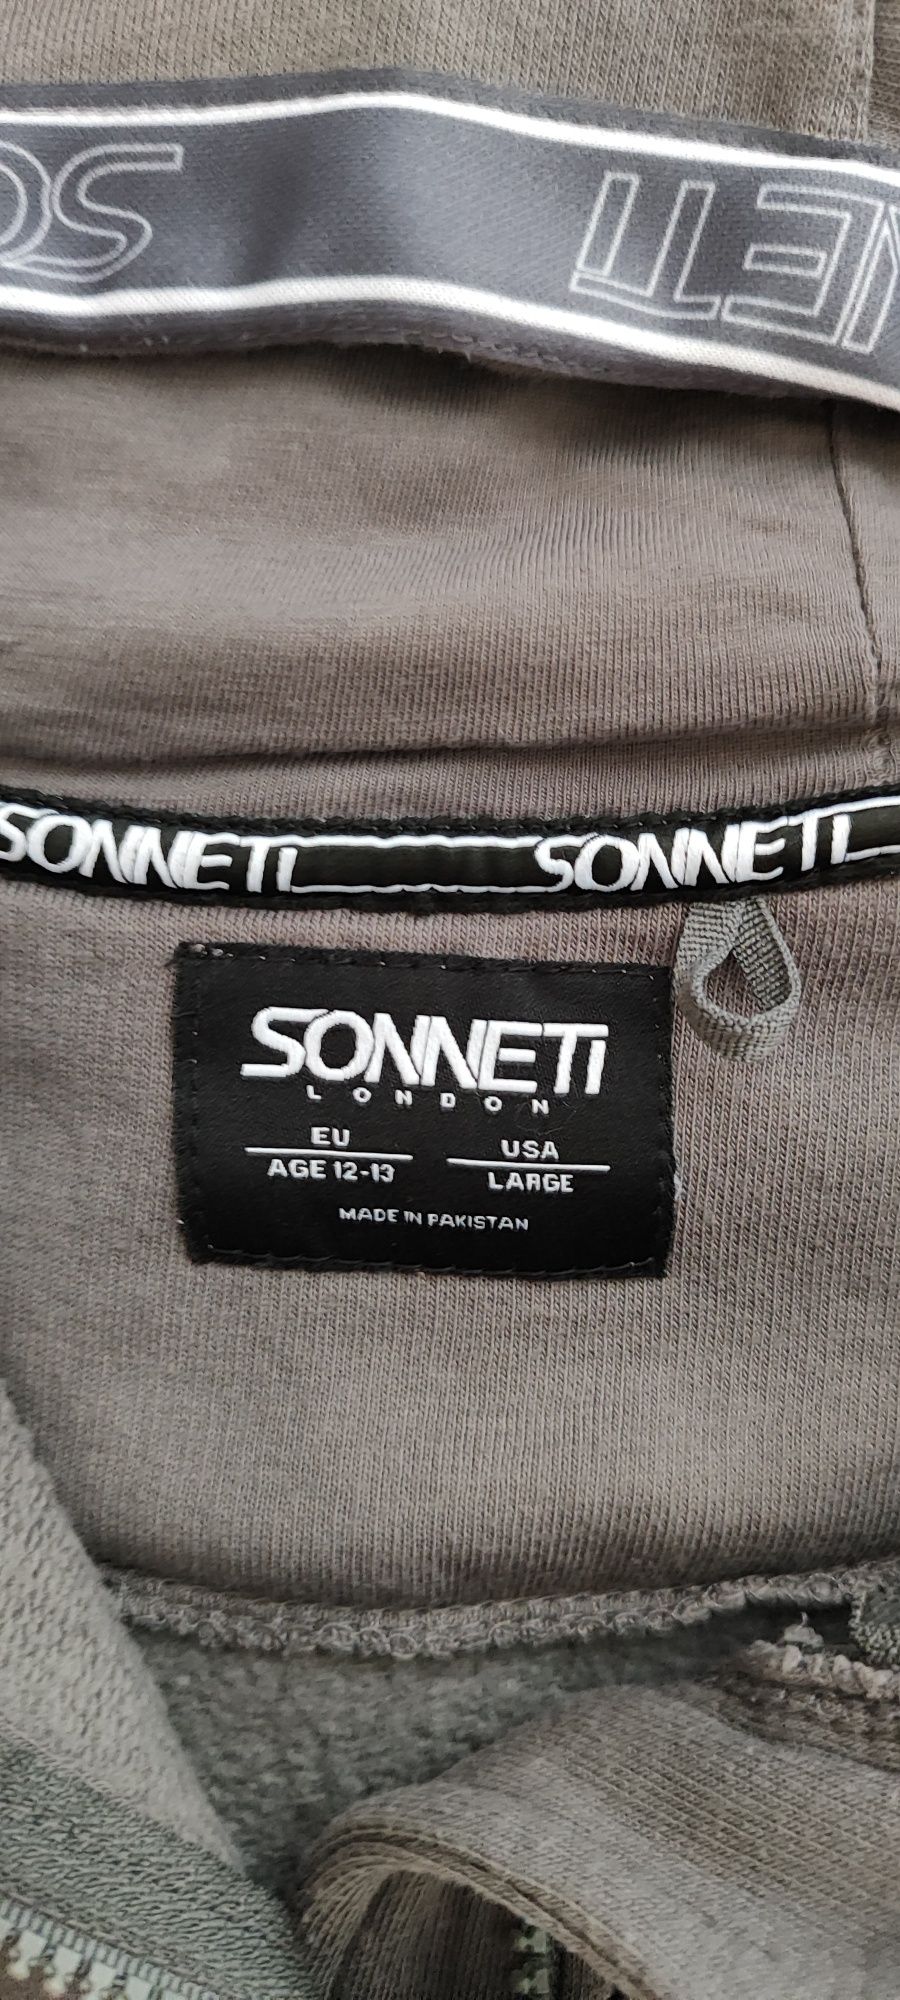 SONNETI SONNETI
SONNETI
LONDON
EU
AGE 12-13
USA
LARGE
MADE IN PAKISTAN